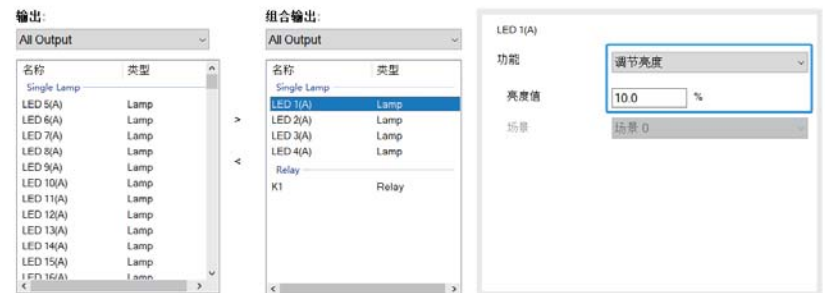 输出:
All Output
名称 类型
Single Lamp
LED 5(A) Lamp
LED 6(A) Lamp
LED 7(A) Lamp
LED 8(A) Lamp
LED 9(A) Lamp
LED 10(A) Lamp
LED 11(A) Lamp
LED 12(A) Lamp
LED 13(A) Lamp
LED 14(A) Lamp
LED 15(A) Lamp
LED 16(A) Lamp
>
<
组合输出:
All Output
名称 类型
Single Lamp
LED 1(A) Lamp
LED 2(A) Lamp
LED 3(A) Lamp
LED 4(A) Lamp
Relay
K1 Relay
LED 1(A)
功能 调节亮度
亮度值 10.0 %
场景 场景 0